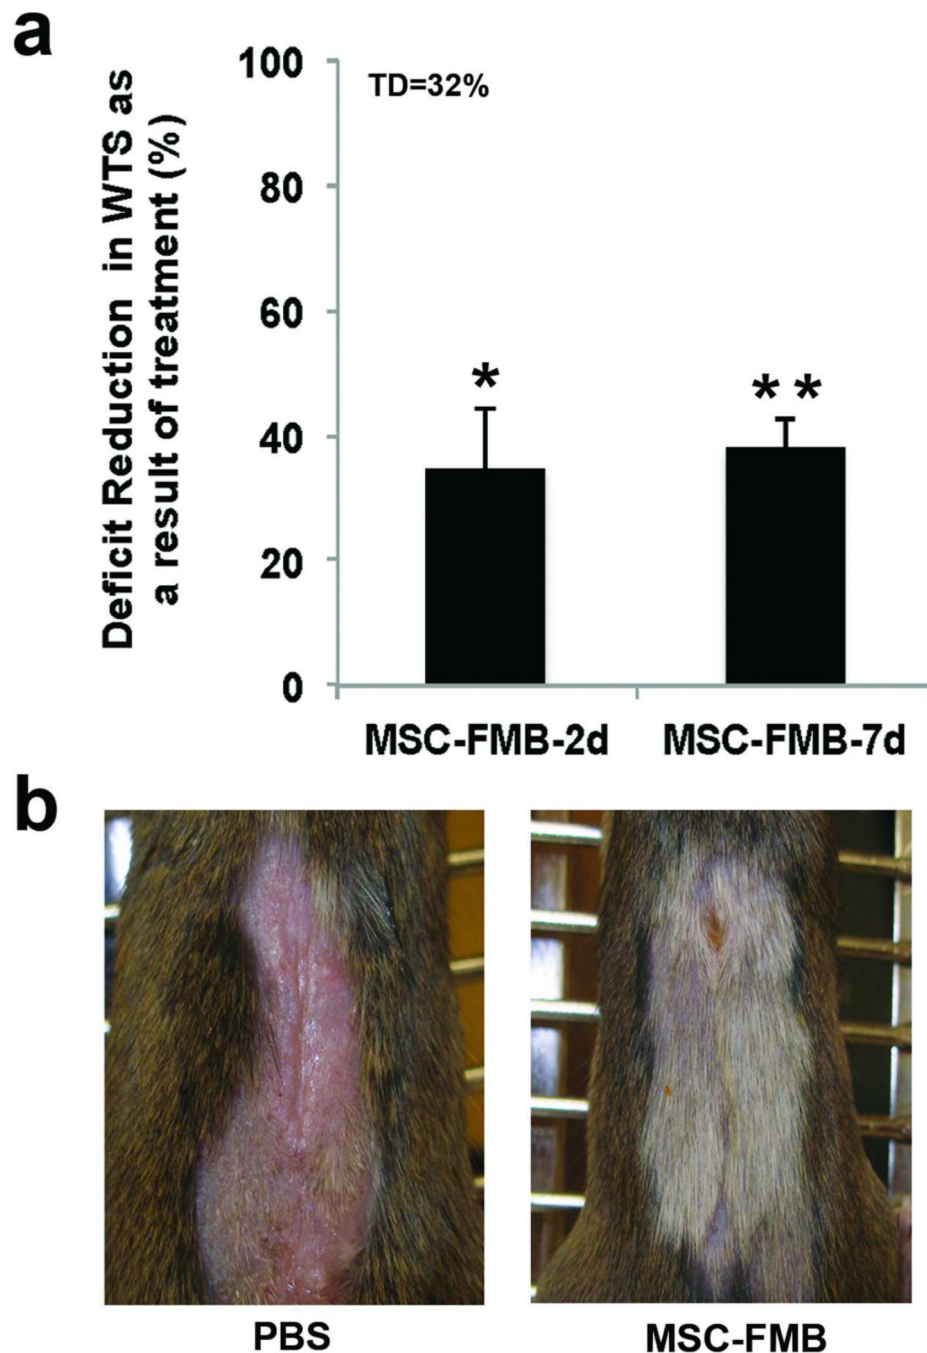 a
Deficit Reduction in WTS as
a result of treatment (%)
100
80
60
40
20
0
TD=32%
*
* *
MSC-FMB-2d MSC-FMB-7d
b
PBS MSC-FMB